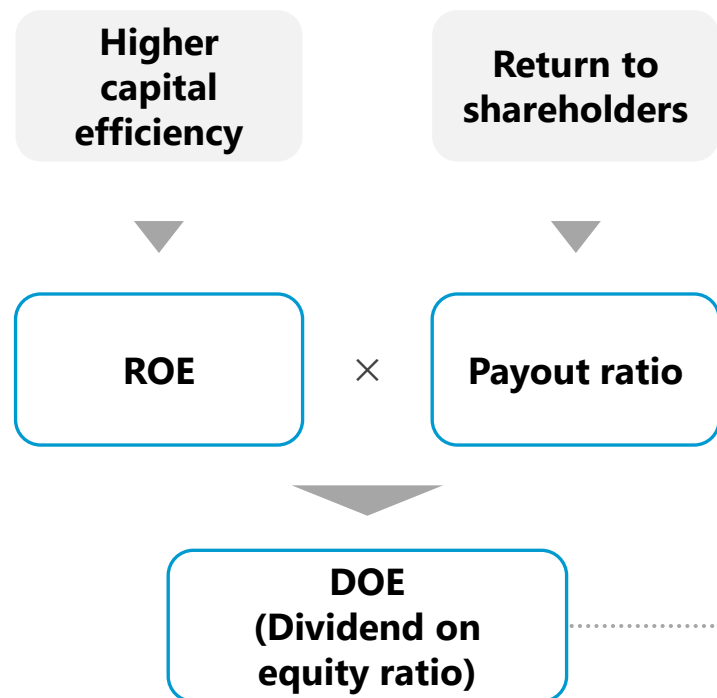 Higher
capital
efficiency
Return to
shareholders
ROE
×
Payout ratio
DOE
(Dividend on
equity ratio)